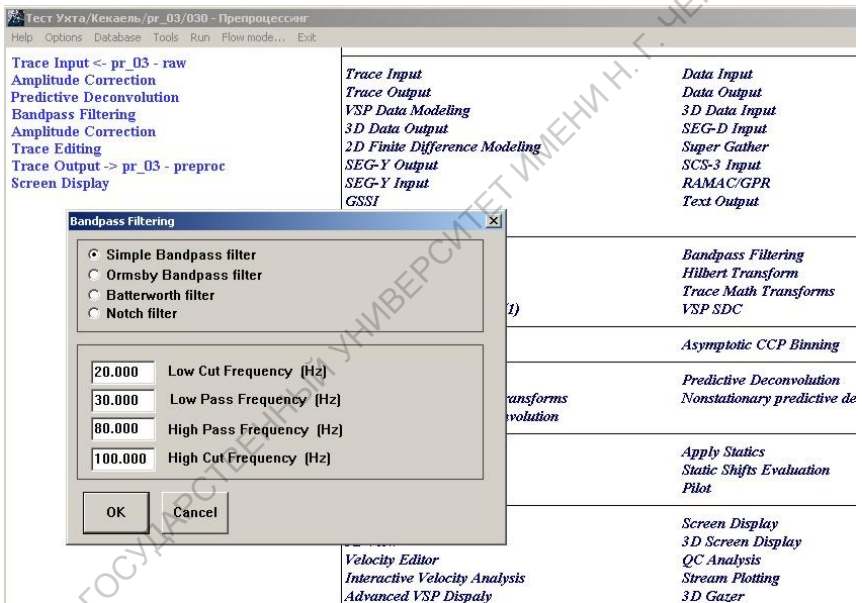 Тест Ухта/Кекаель/pr_03/030 - Препроцессинг
Help Options Database Tools Run Flow mode... Exit
Trace Input <- pr_03 - raw
Amplitude Correction
Predictive Deconvolution
Bandpass Filtering
Amplitude Correction
Trace Editing
Trace Output -> pr_03 - preproc
Screen Display
Trace Input
Trace Output
VSP Data Modeling
3D Data Output
2D Finite Difference Modeling
SEG-Y Output
SEG-Y Input
GSSI
Data Input
Data Output
3D Data Input
SEG-D Input
Super Gather
SCS-3 Input
RAMAC/GPR
Text Output
Bandpass Filtering
Simple Bandpass filter
Ormsby Bandpass filter
Batterworth filter
Notch filter
20.000 Low Cut Frequency (Hz)
30.000 Low Pass Frequency (Hz)
80.000 High Pass Frequency (Hz)
100.000 High Cut Frequency (Hz)
OK Cancel
Bandpass Filtering
Hilbert Transform
Trace Math Transforms
VSP SDC
Asymptotic CCP Binning
Predictive Deconvolution
Nonstationary predictive de
Apply Statics
Static Shifts Evaluation
Pilot
Velocity Editor
Interactive Velocity Analysis
Advanced VSP Dispaly
Screen Display
3D Screen Display
QC Analysis
Stream Plotting
3D Gazer
ГОСУДАРСТВЕННЫЙ УНИВЕРСИТЕТ ИМЕНИ Н. Г. ЧЕ